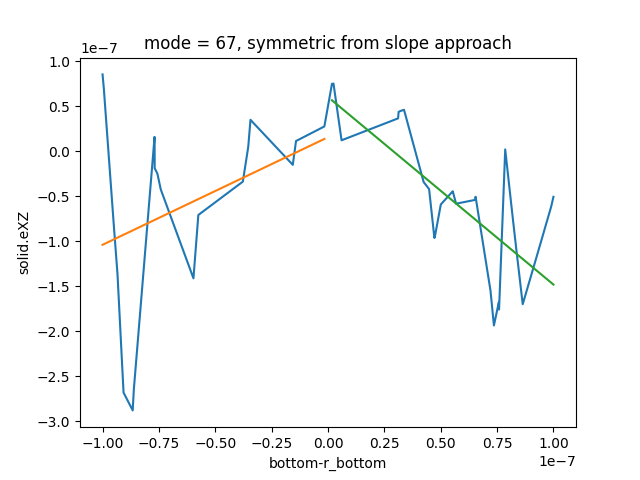 mode = 67, symmetric from slope approach
1e−7
1.0
0.5
0.0
−0.5
−1.0
−1.5
−2.0
−2.5
−3.0
solid.eXZ
−1.00 −0.75 −0.50 −0.25 0.00 0.25 0.50 0.75 1.00
bottom-r_bottom
1e−7